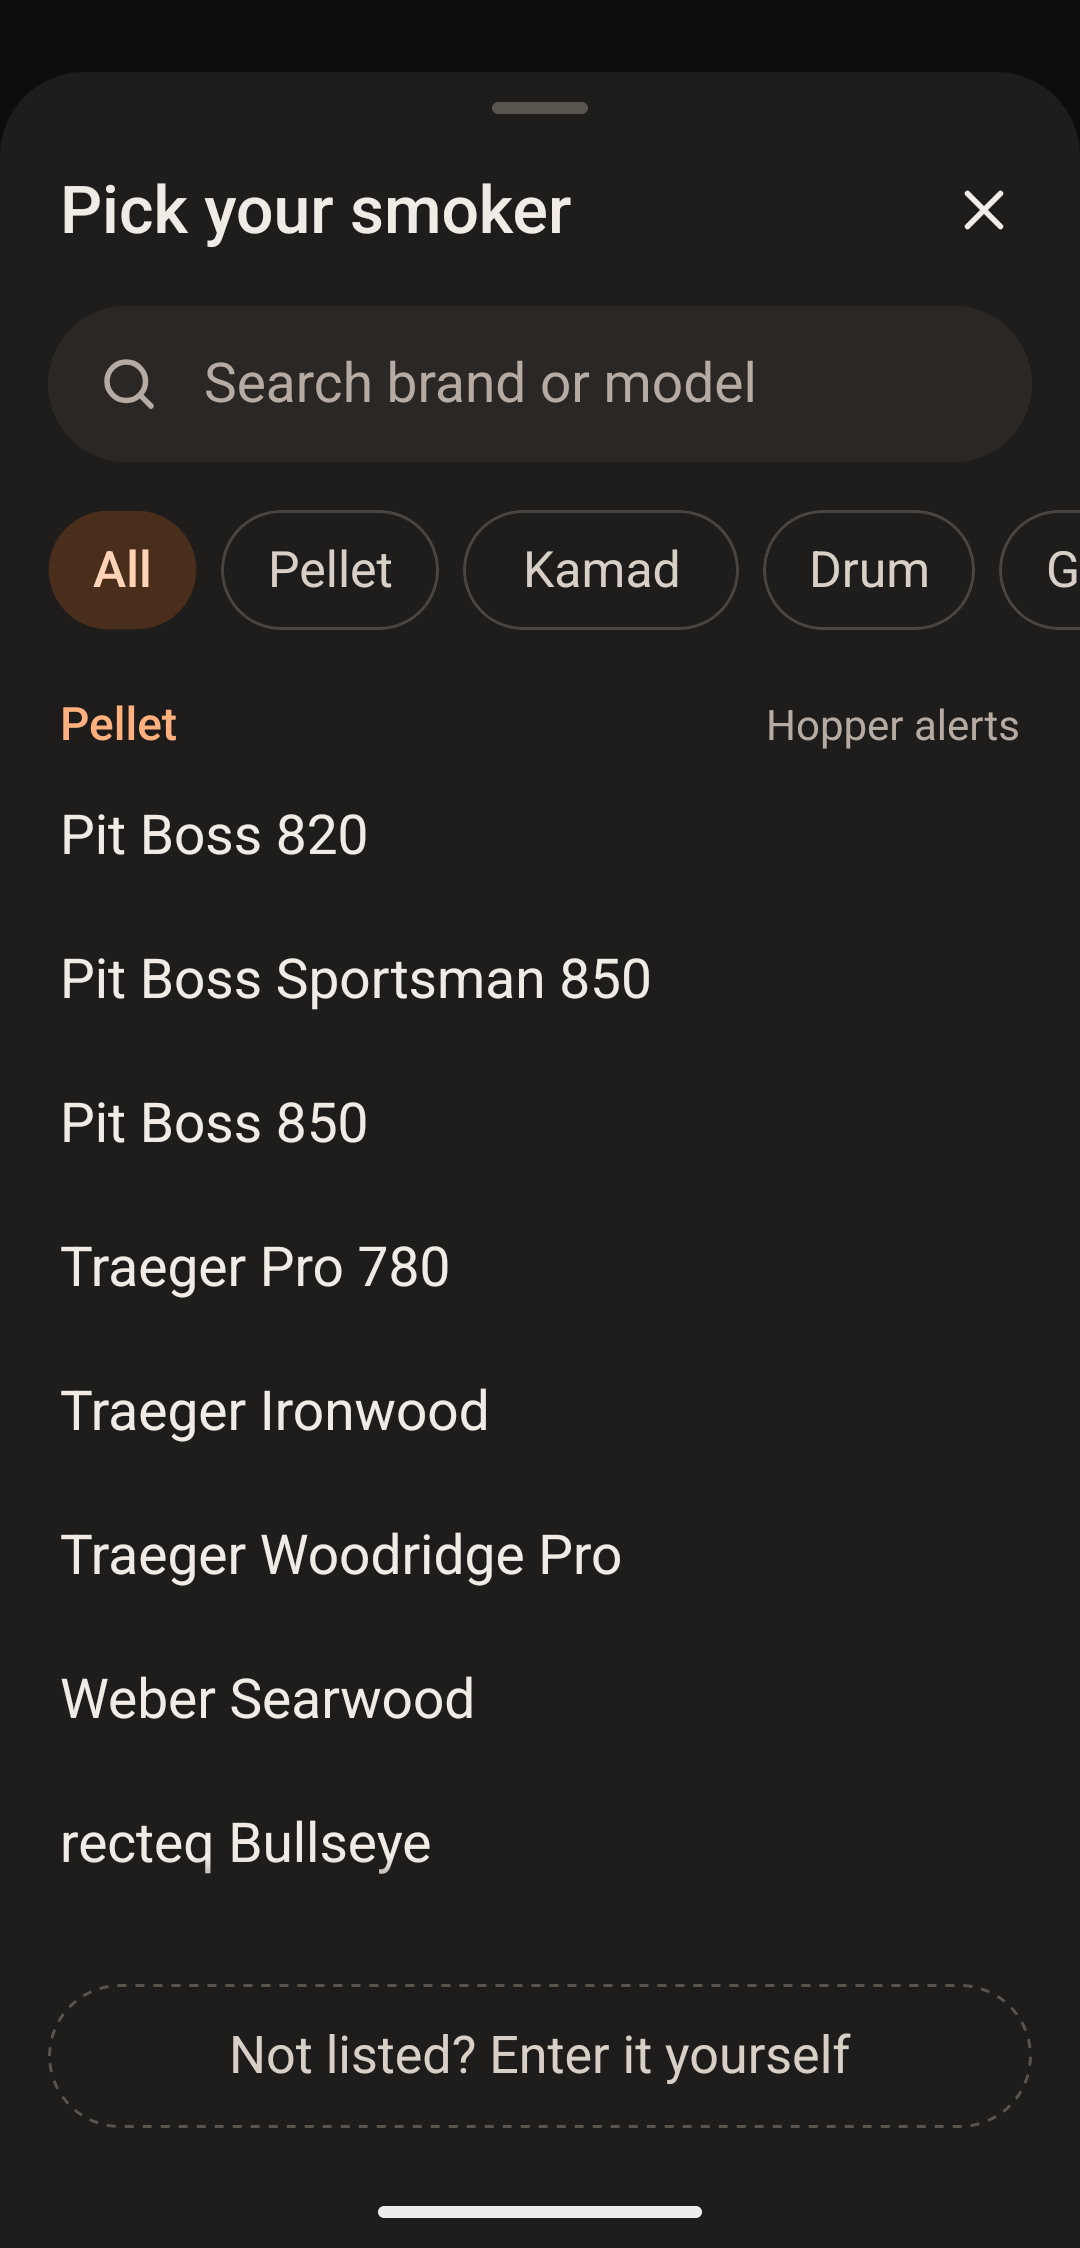 Pick your smoker
Search brand or model
All Pellet Kamad Drum G
Pellet Hopper alerts
Pit Boss 820
Pit Boss Sportsman 850
Pit Boss 850
Traeger Pro 780
Traeger Ironwood
Traeger Woodridge Pro
Weber Searwood
recteq Bullseye
Not listed? Enter it yourself